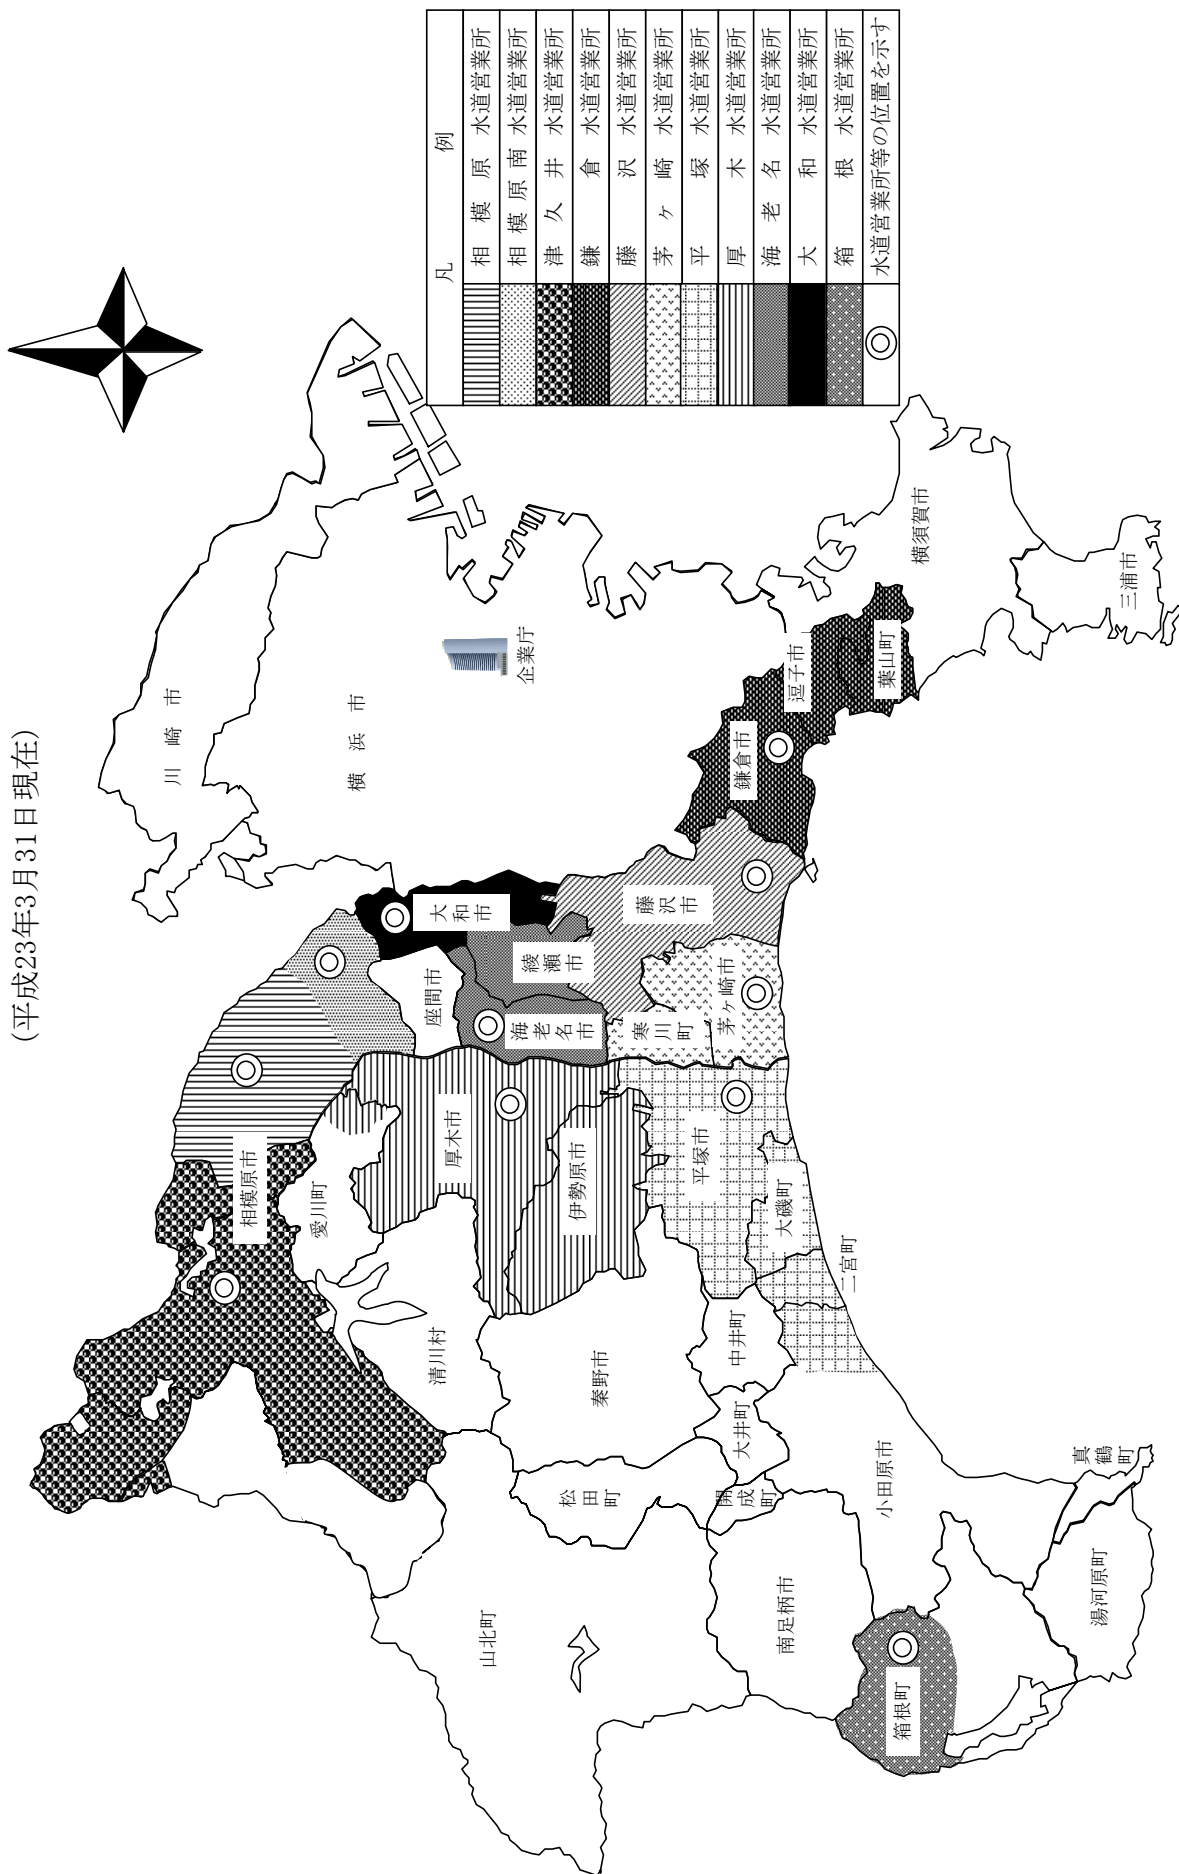 (平成23年3月31日現在)
凡 例
相模原 水道営業所
相模原南 水道営業所
津久井 水道営業所
鎌倉 水道営業所
藤沢 水道営業所
茅ヶ崎 水道営業所
平塚 水道営業所
厚木 水道営業所
海老名 水道営業所
大和 水道営業所
箱根 水道営業所
水道営業所等の位置を示す
川崎市
横浜市
企業庁
相模原市
愛川町
清川村
厚木市
座間市
大和市
綾瀬市
海老名市
藤沢市
寒川町
茅ヶ崎市
鎌倉市
逗子市
葉山町
横須賀市
三浦市
伊勢原市
平塚市
大磯町
二宮町
秦野市
中井町
大井町
松田町
開成町
山北町
南足柄市
小田原市
箱根町
真鶴町
湯河原町